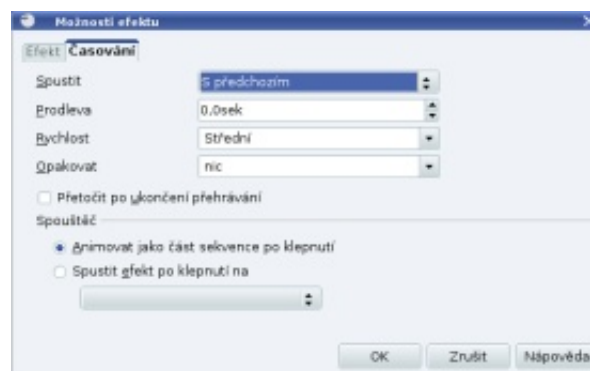 Možnosti efektu
Efekt Časování
Spustit S předchozím
Prodleva 0,0sek
Rychlost Střední
Opakovat nic
Přetočit po ukončení přehrávání
Spouštěč
Animovat jako část sekvence po klepnutí
Spustit efekt po klepnutí na
OK Zrušit Nápověda